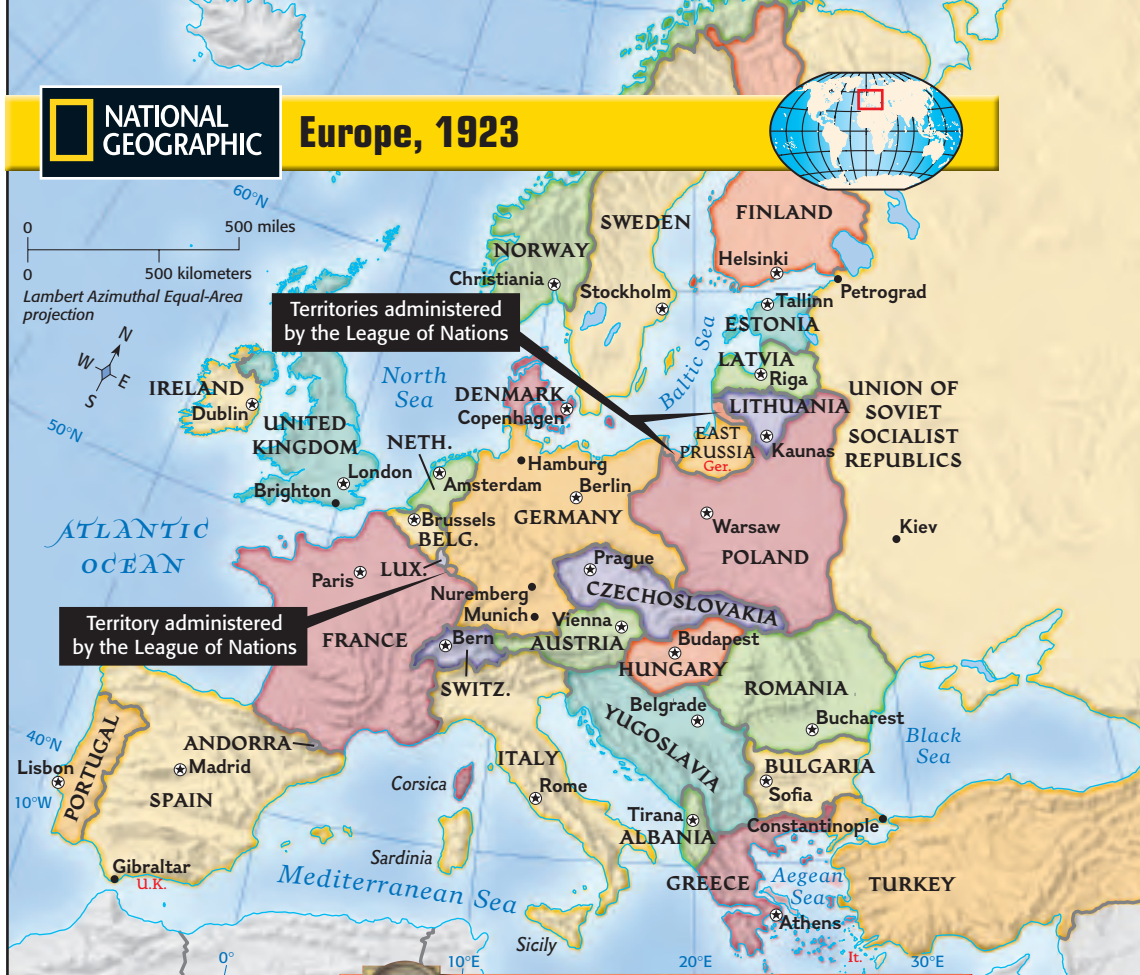 NATIONAL
GEOGRAPHIC
Europe, 1923
60°N
0
500 miles
0
500 kilometers
Lambert Azimuthal Equal-Area
projection
N
W
E
S
50°N
SWEDEN
FINLAND
NORWAY
Helsinki
Christiania
Stockholm
Petrograd
Tallinn
ESTONIA
Territories administered
by the League of Nations
Baltic Sea
LATVIA
Riga
IRELAND
Dublin
North
Sea
DENMARK
Copenhagen
LITHUANIA
UNION OF
SOVIET
SOCIALIST
REPUBLICS
UNITED
KINGDOM
NETH.
EAST
PRUSSIA
Ger.
Kaunas
London
Brighton
Amsterdam
Hamburg
Berlin
GERMANY
Brussels
BELG.
Warsaw
POLAND
Kiev
ATLANTIC
OCEAN
Paris
LUX.
Prague
CZECHOSLOVAKIA
Nuremberg
Munich
Vienna
AUSTRIA
Territory administered
by the League of Nations
FRANCE
Bern
SWITZ.
Budapest
HUNGARY
ROMANIA
Belgrade
YUGOSLAVIA
Bucharest
Black
Sea
40°N
PORTUGAL
ANDORRA
Lisbon
Madrid
10°W
SPAIN
Corsica
ITALY
Rome
BULGARIA
Sofia
Tirana
ALBANIA
Constantinople
Sardinia
Gibraltar
U.K.
Mediterranean Sea
GREECE
Aegean
Sea
TURKEY
Athens
Sicily
It.
0°
10°E
20°E
30°E